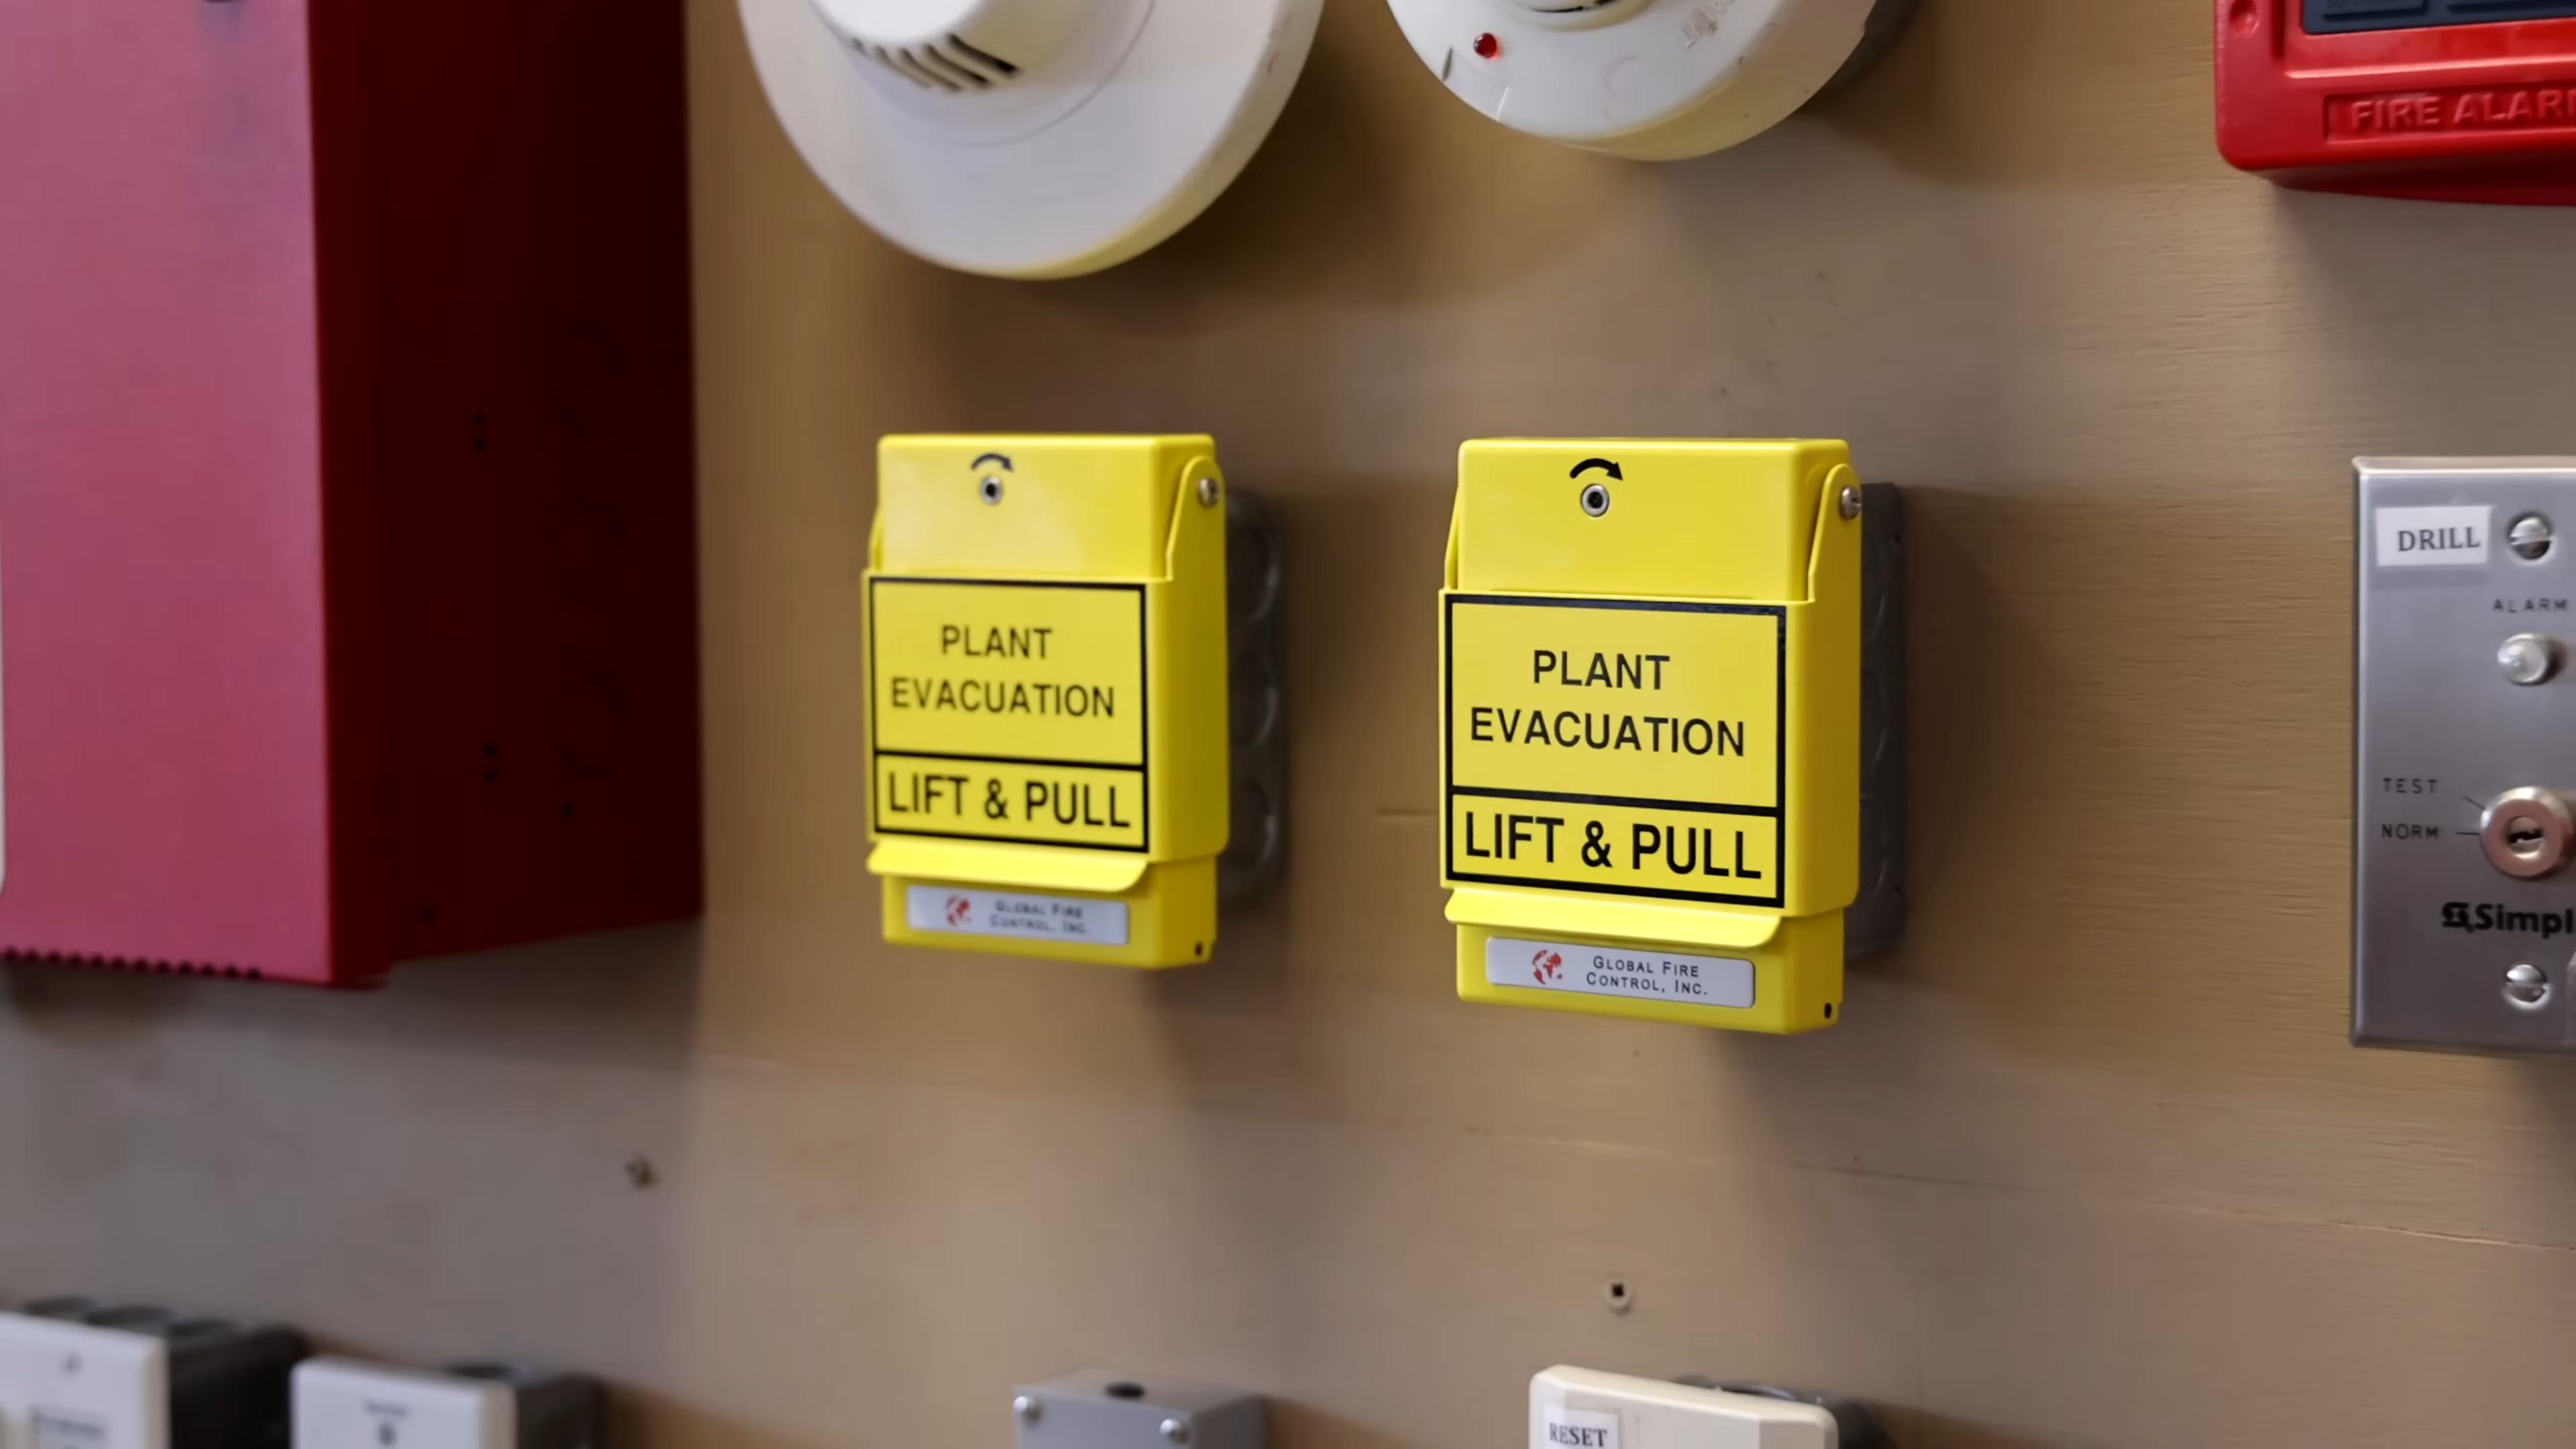 FIRE ALAR
PLANT
EVACUATION
LIFT & PULL
GLOBAL FIRE
CONTROL, INC.
PLANT
EVACUATION
LIFT & PULL
GLOBAL FIRE
CONTROL, INC.
DRILL
ALARM
TEST
NORM
Simpl
RESET